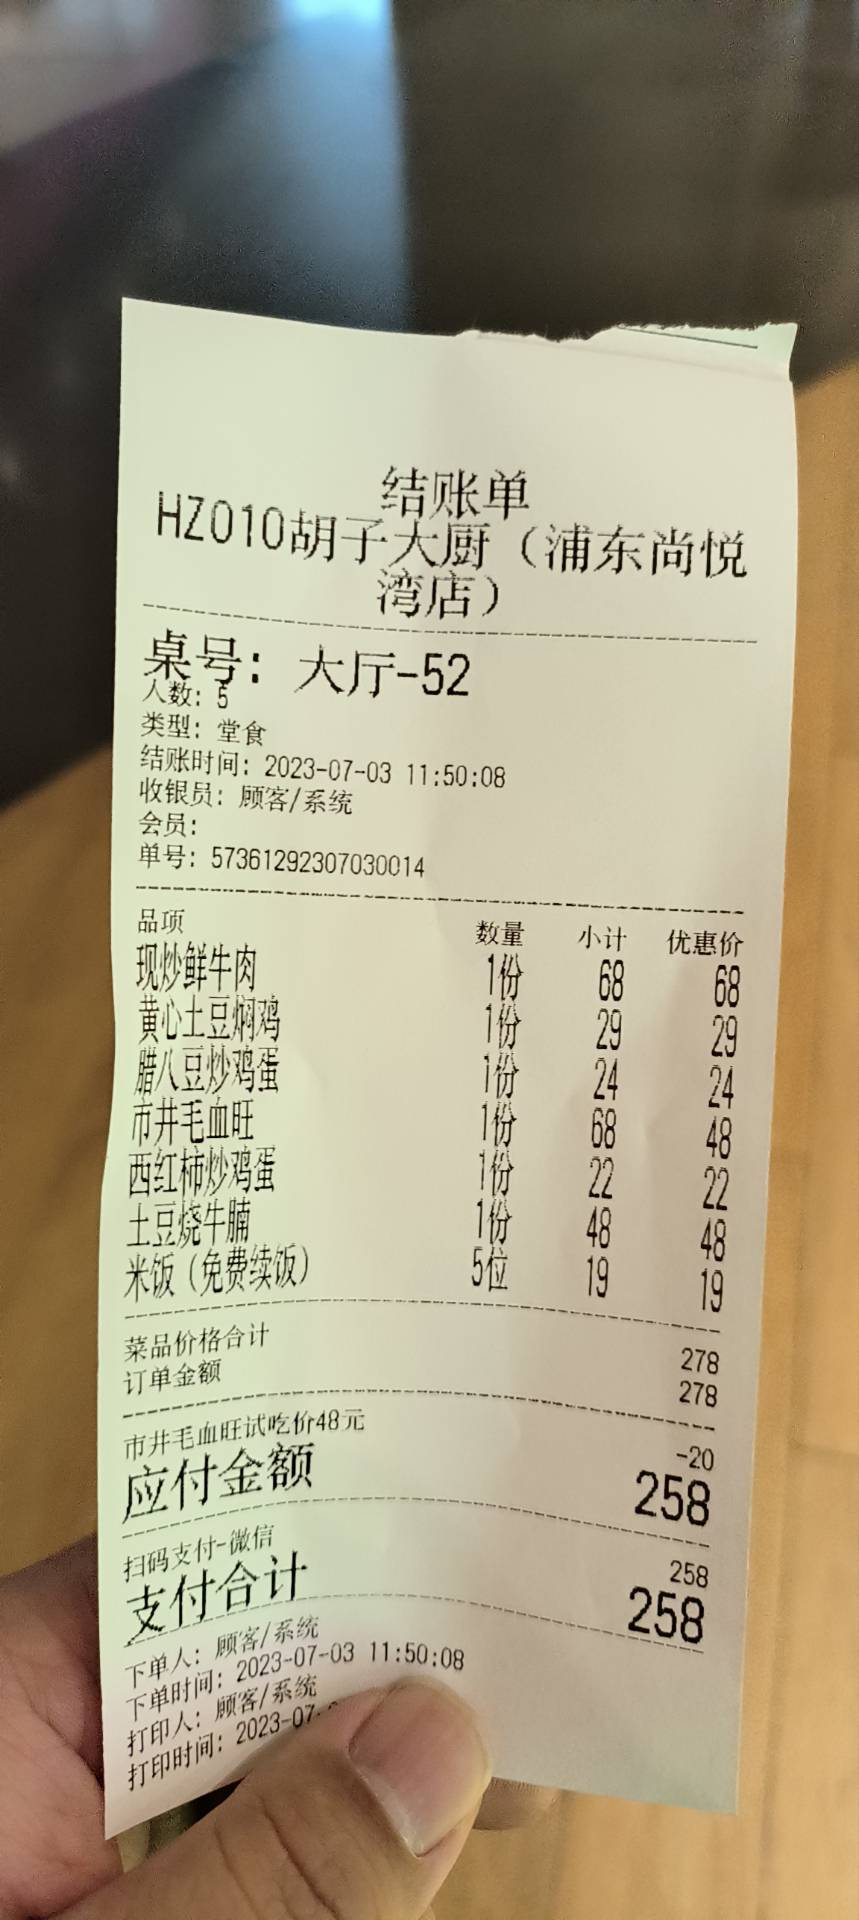 结账单
HZ010胡子大厨（浦东尚悦
湾店）
桌号: 大厅-52
人数: 5
类型: 堂食
结账时间: 2023-07-03 11:50:08
收银员: 顾客/系统
会员:
单号: 57361292307030014
品项 数量 小计 优惠价
现炒鲜牛肉 1份 68 68
黄心土豆焖鸡 1份 29 29
腊八豆炒鸡蛋 1份 24 24
市井毛血旺 1份 68 48
西红柿炒鸡蛋 1份 22 22
土豆烧牛腩 1份 48 48
米饭（免费续饭） 5位 19 19
菜品价格合计 278
订单金额 278
市井毛血旺试吃价48元 -20
应付金额 258
扫码支付-微信 258
支付合计 258
下单人: 顾客/系统
下单时间: 2023-07-03 11:50:08
打印人: 顾客/系统
打印时间: 2023-07-